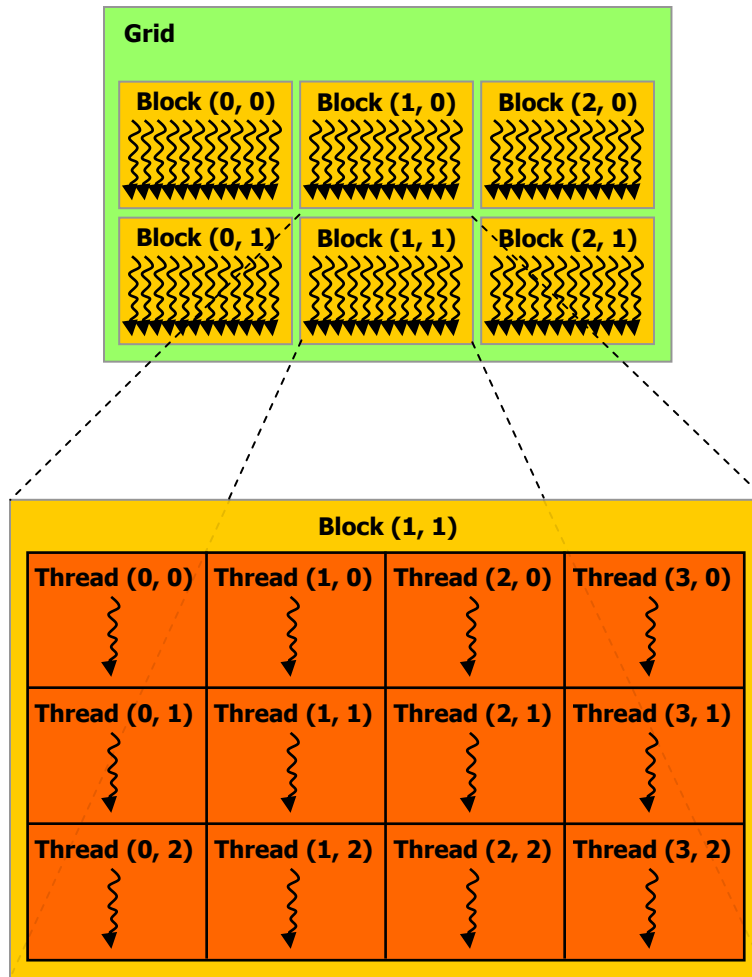 Grid
Block (0, 0) Block (1, 0) Block (2, 0)
Block (0, 1) Block (1, 1) Block (2, 1)
Block (1, 1)
Thread (0, 0) Thread (1, 0) Thread (2, 0) Thread (3, 0)
Thread (0, 1) Thread (1, 1) Thread (2, 1) Thread (3, 1)
Thread (0, 2) Thread (1, 2) Thread (2, 2) Thread (3, 2)